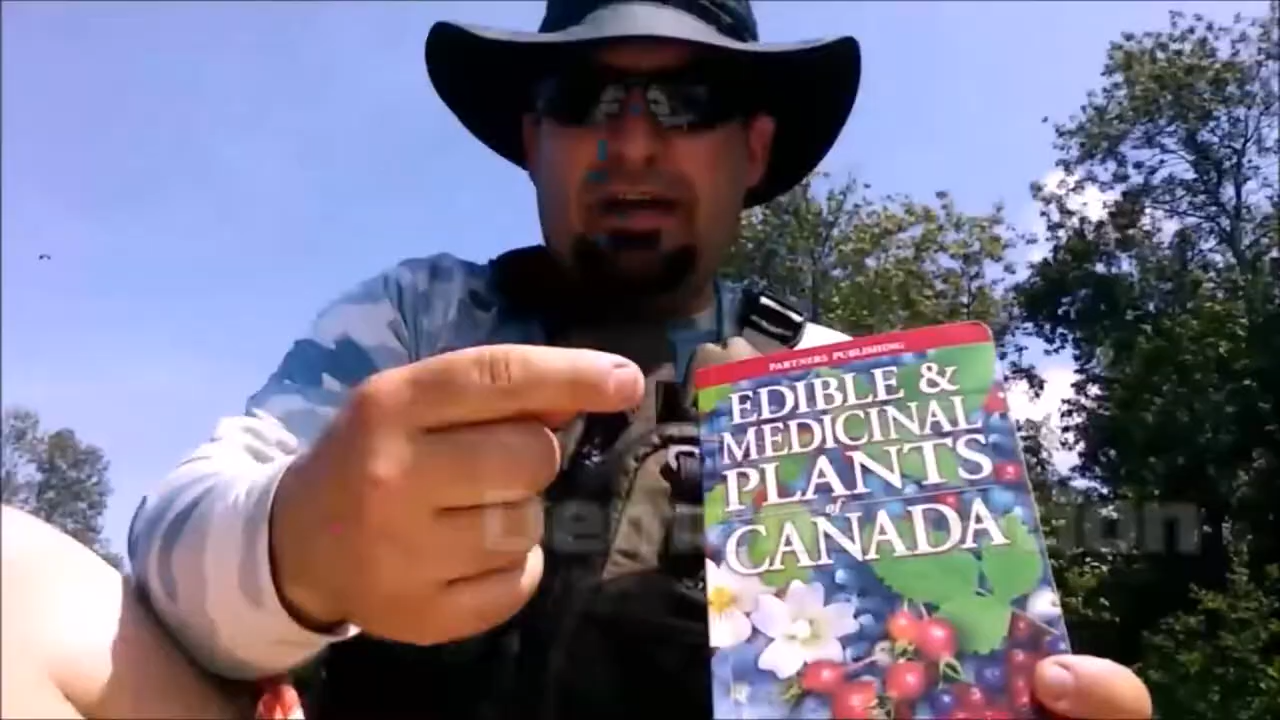 PARTNERS PUBLISHING
EDIBLE &
MEDICINAL
PLANTS
of
CANADA